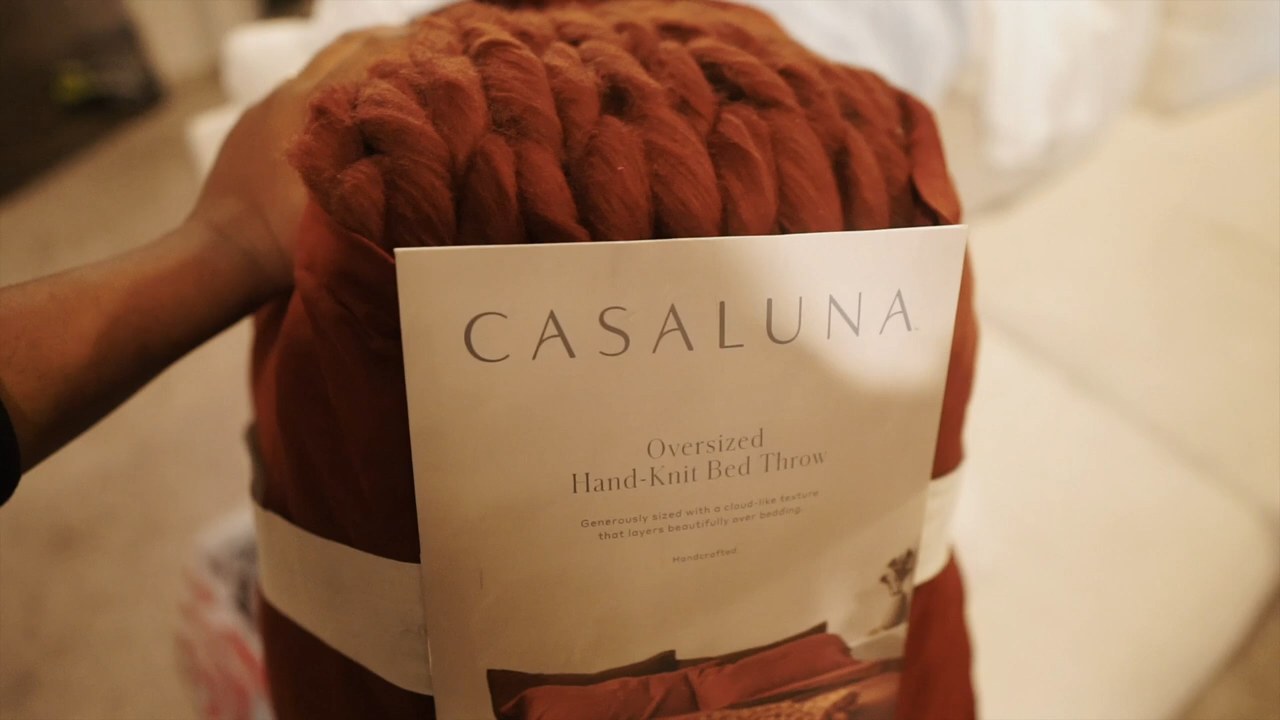 CASALUNA
Oversized
Hand-Knit Bed Throw
Generously sized with a cloud-like texture
that layers beautifully over bedding.
Handcrafted.